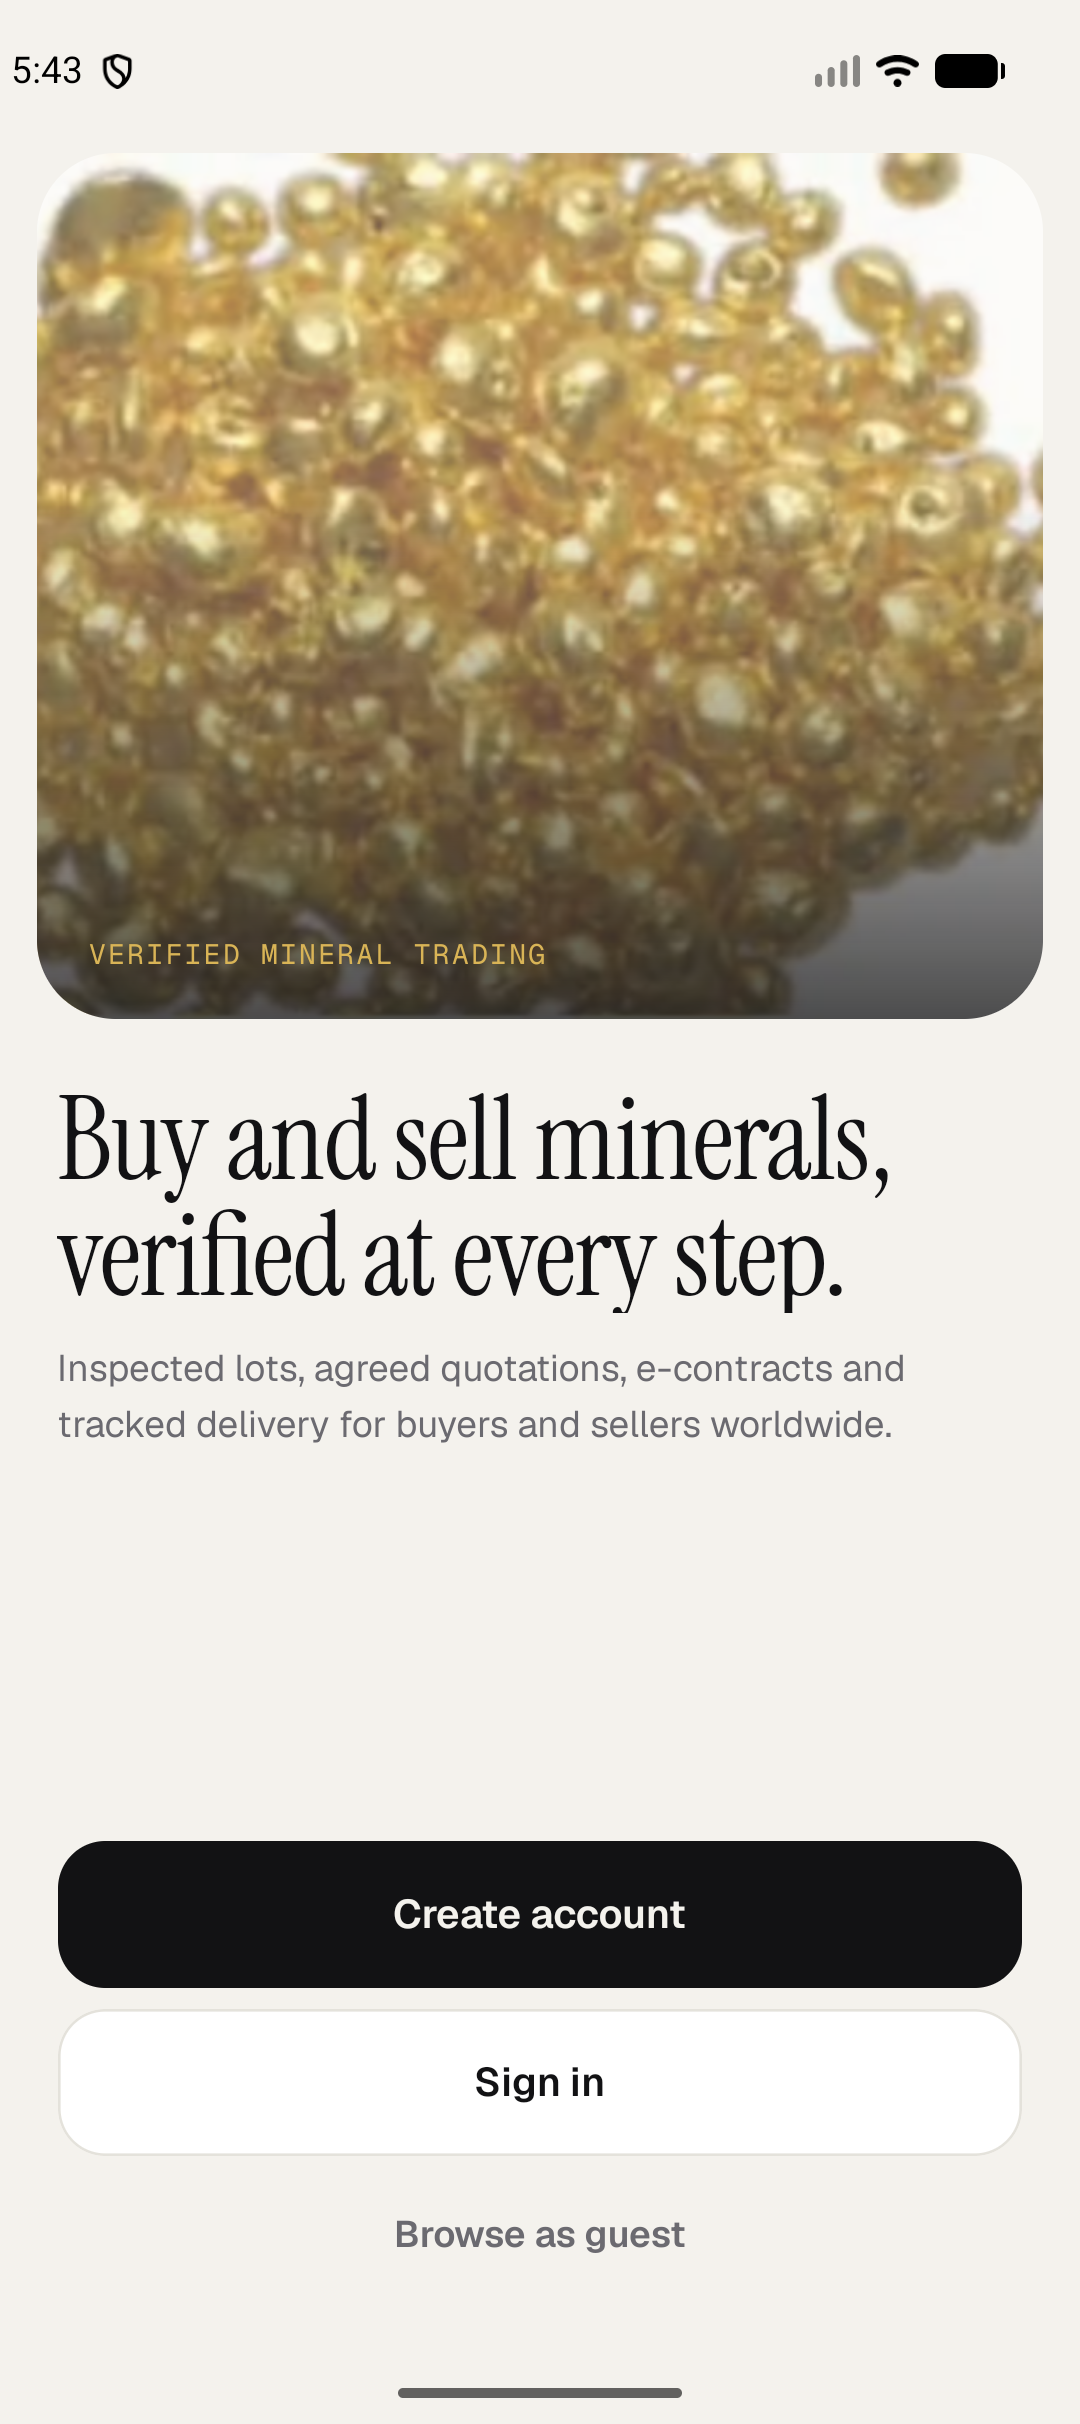 5:43
VERIFIED MINERAL TRADING
Buy and sell minerals,
verified at every step.
Inspected lots, agreed quotations, e-contracts and
tracked delivery for buyers and sellers worldwide.
Create account
Sign in
Browse as guest